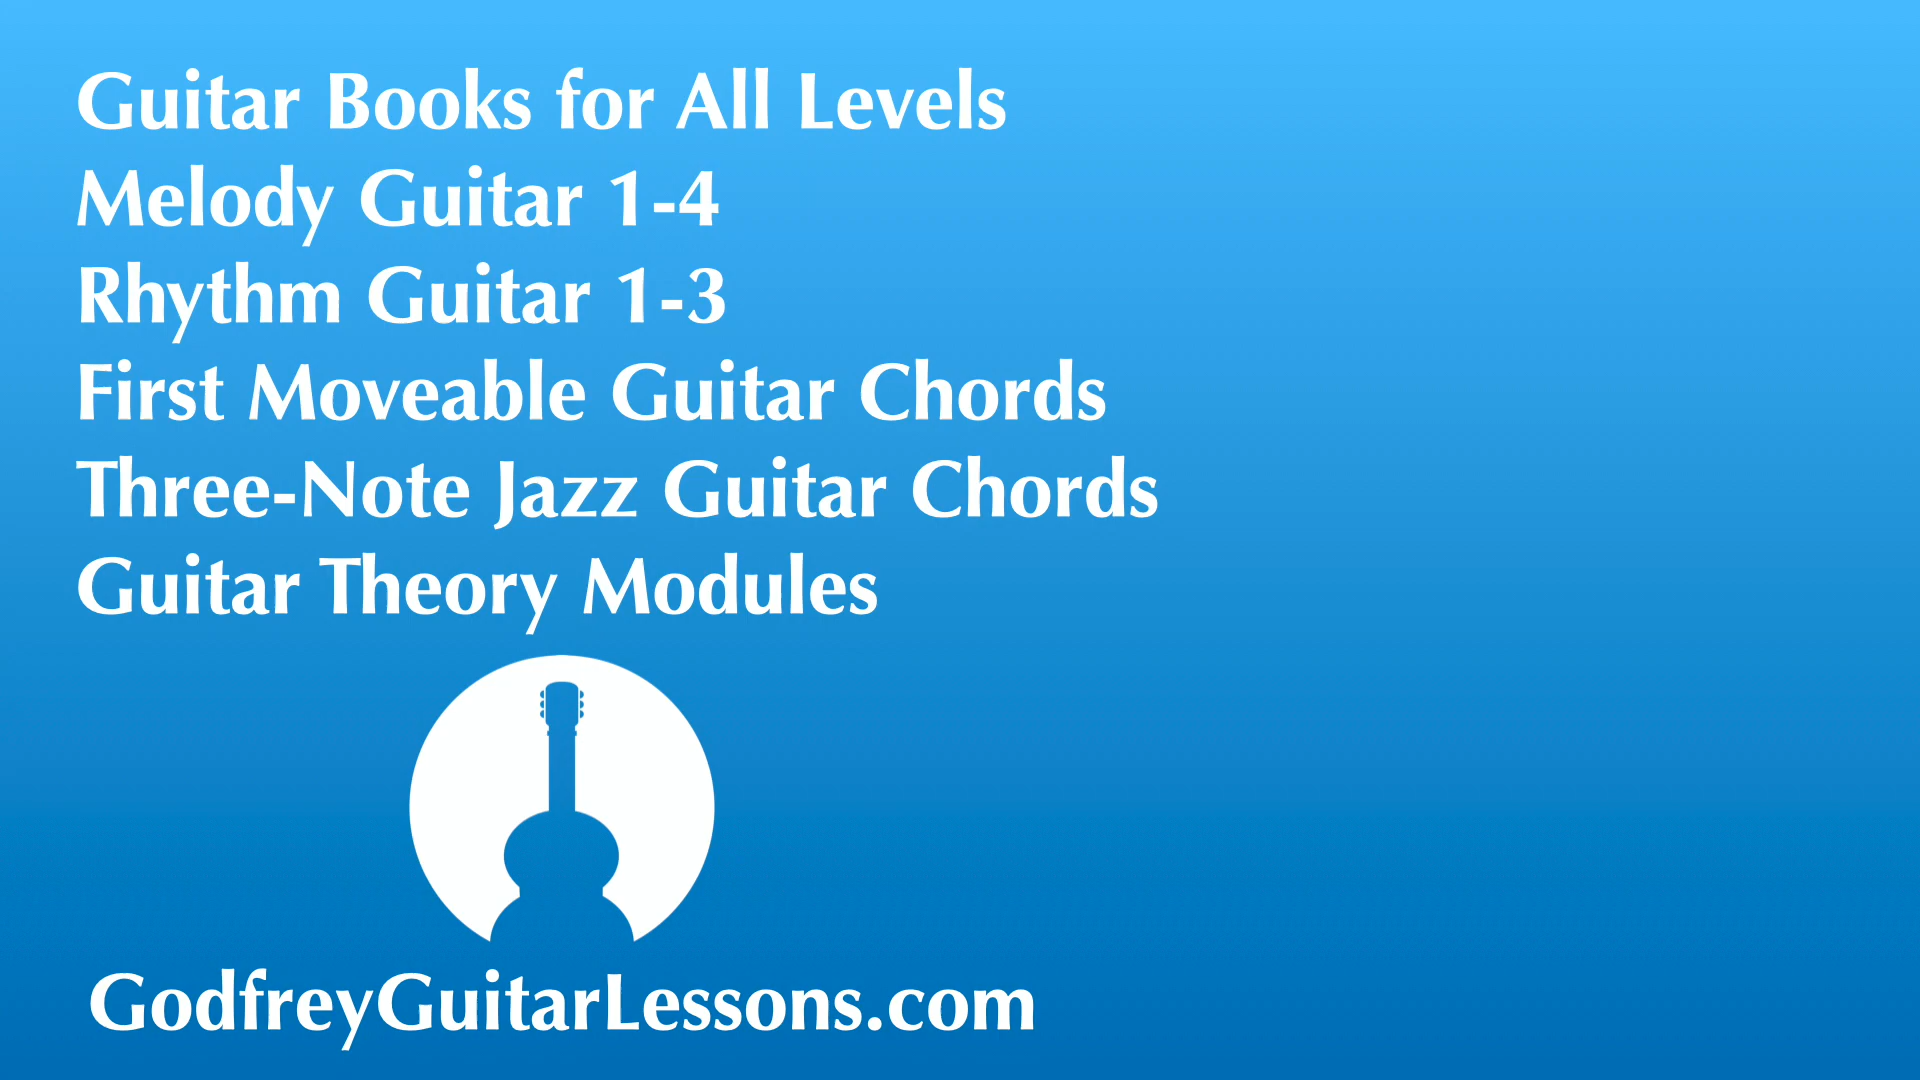 Guitar Books for All Levels
Melody Guitar 1-4
Rhythm Guitar 1-3
First Moveable Guitar Chords
Three-Note Jazz Guitar Chords
Guitar Theory Modules
GodfreyGuitarLessons.com